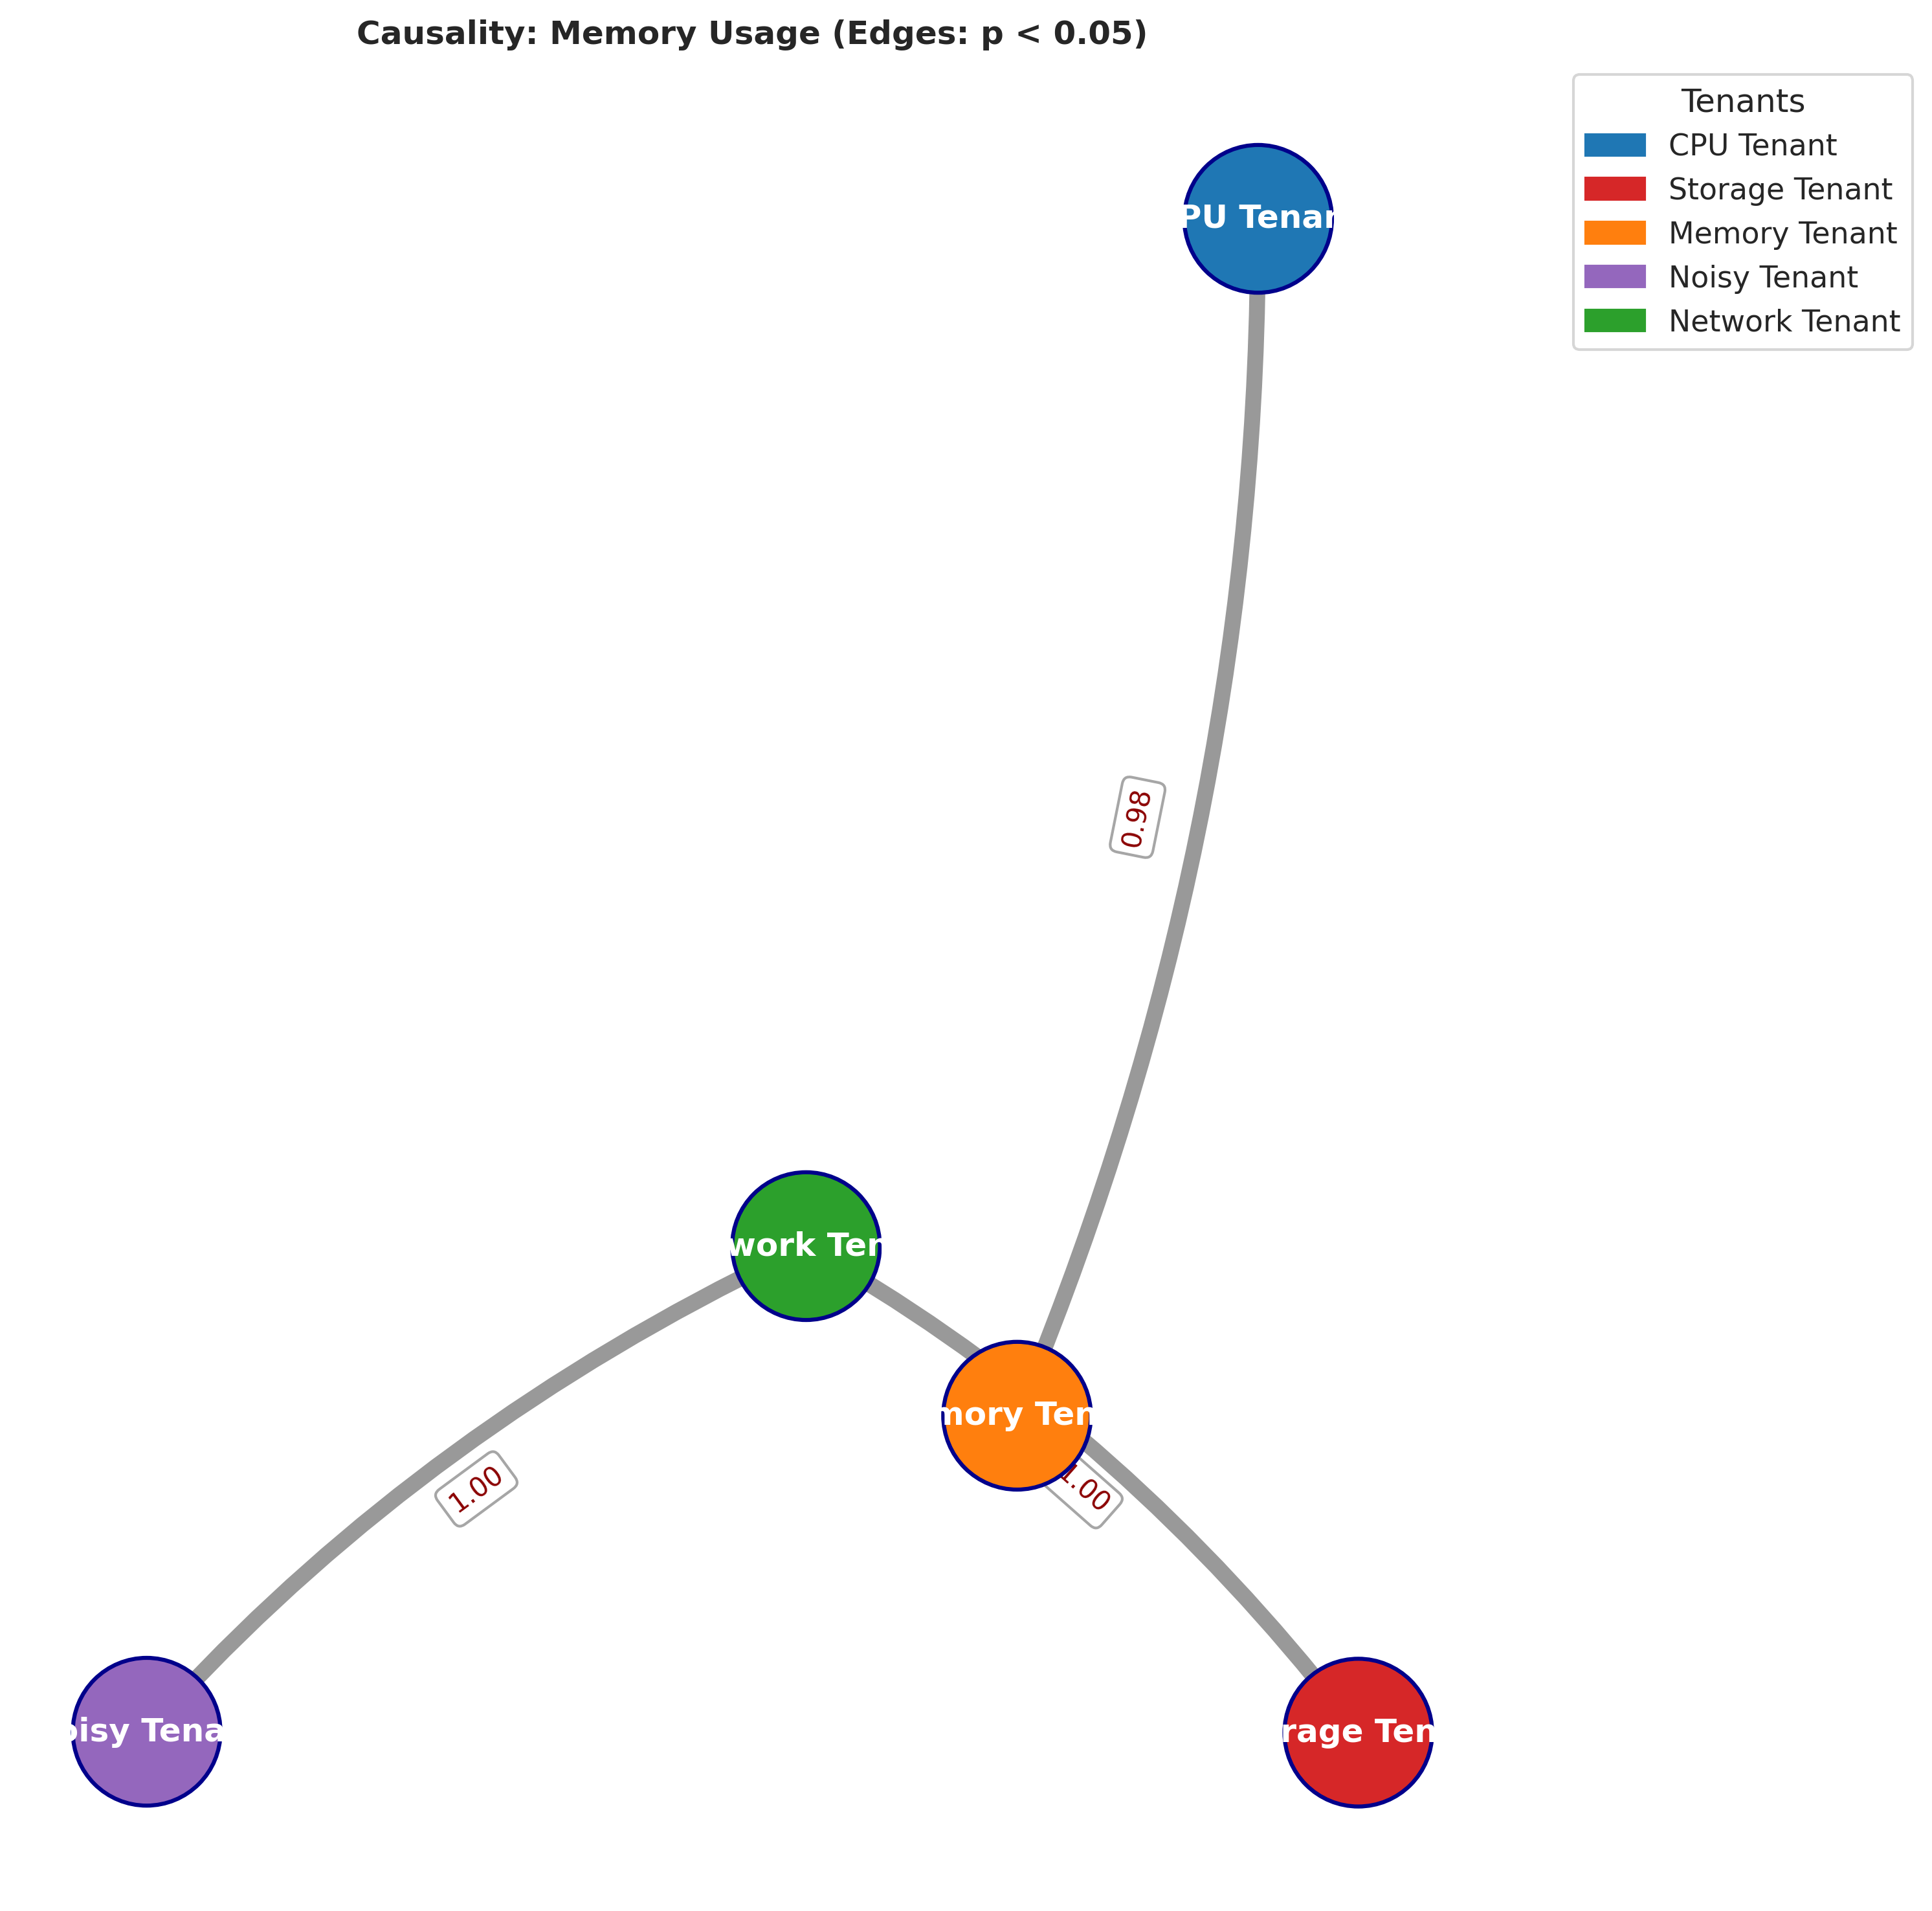 Causality: Memory Usage (Edges: p < 0.05)
Tenants
CPU Tenant
Storage Tenant
Memory Tenant
Noisy Tenant
Network Tenant
PU Tenan
0.98
work Ten
mory Ten
1.00
1.00
oisy Tena
rage Ten